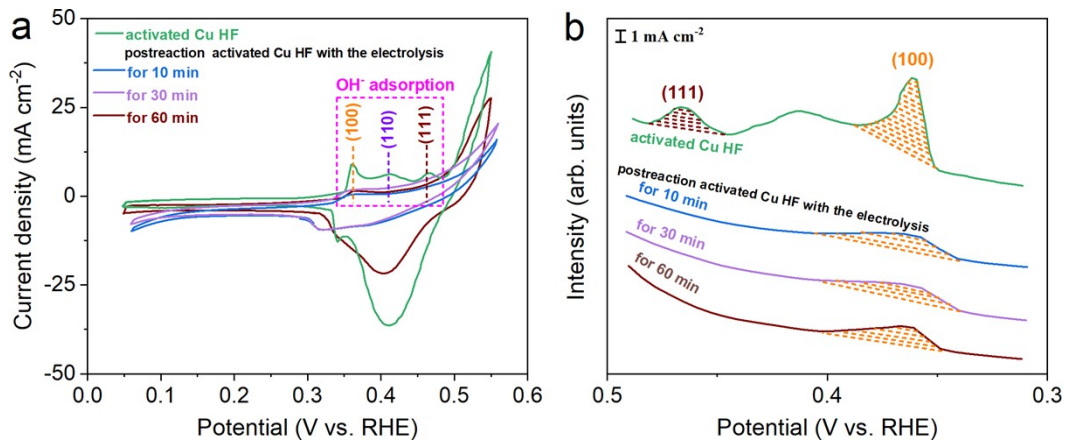 a
activated Cu HF
postreaction activated Cu HF with the electrolysis
for 10 min
for 30 min
for 60 min
OH⁻ adsorption
(100)
(110)
(111)
50
25
0
-25
-50
Current density (mA cm⁻²)
0.0 0.1 0.2 0.3 0.4 0.5 0.6
Potential (V vs. RHE)
b
1 mA cm⁻²
(111)
(100)
activated Cu HF
postreaction activated Cu HF with the electrolysis
for 10 min
for 30 min
for 60 min
Intensity (arb. units)
0.5 0.4 0.3
Potential (V vs. RHE)